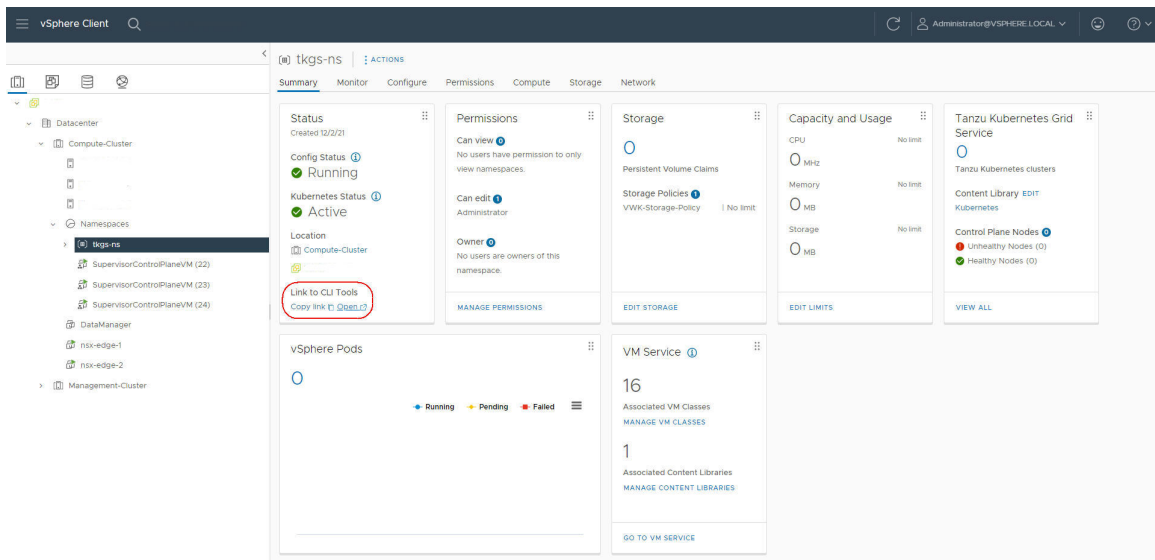 vSphere Client
Administrator@VSPHERE.LOCAL
tkgs-ns
ACTIONS
Summary Monitor Configure Permissions Compute Storage Network
Datacenter
Compute-Cluster
Namespaces
tkgs-ns
SupervisorControlPlaneVM (22)
SupervisorControlPlaneVM (23)
SupervisorControlPlaneVM (24)
DataManager
nsx-edge-1
nsx-edge-2
Management-Cluster
Status
Created 12/2/21
Config Status
Running
Kubernetes Status
Active
Location
Compute-Cluster
Link to CLI Tools
Copy link Open
Permissions
Can view 0
No users have permission to only
view namespaces.
Can edit 1
Administrator
Owner 0
No users are owners of this
namespace.
MANAGE PERMISSIONS
Storage
0
Persistent Volume Claims
Storage Policies 1
VWK-Storage-Policy | No limit
EDIT STORAGE
Capacity and Usage
CPU No limit
0 MHz
Memory No limit
0 MB
Storage No limit
0 MB
EDIT LIMITS
Tanzu Kubernetes Grid
Service
0
Tanzu Kubernetes clusters
Content Library EDIT
Kubernetes
Control Plane Nodes 0
Unhealthy Nodes (0)
Healthy Nodes (0)
VIEW ALL
vSphere Pods
0
Running Pending Failed
VM Service
16
Associated VM Classes
MANAGE VM CLASSES
1
Associated Content Libraries
MANAGE CONTENT LIBRARIES
GO TO VM SERVICE